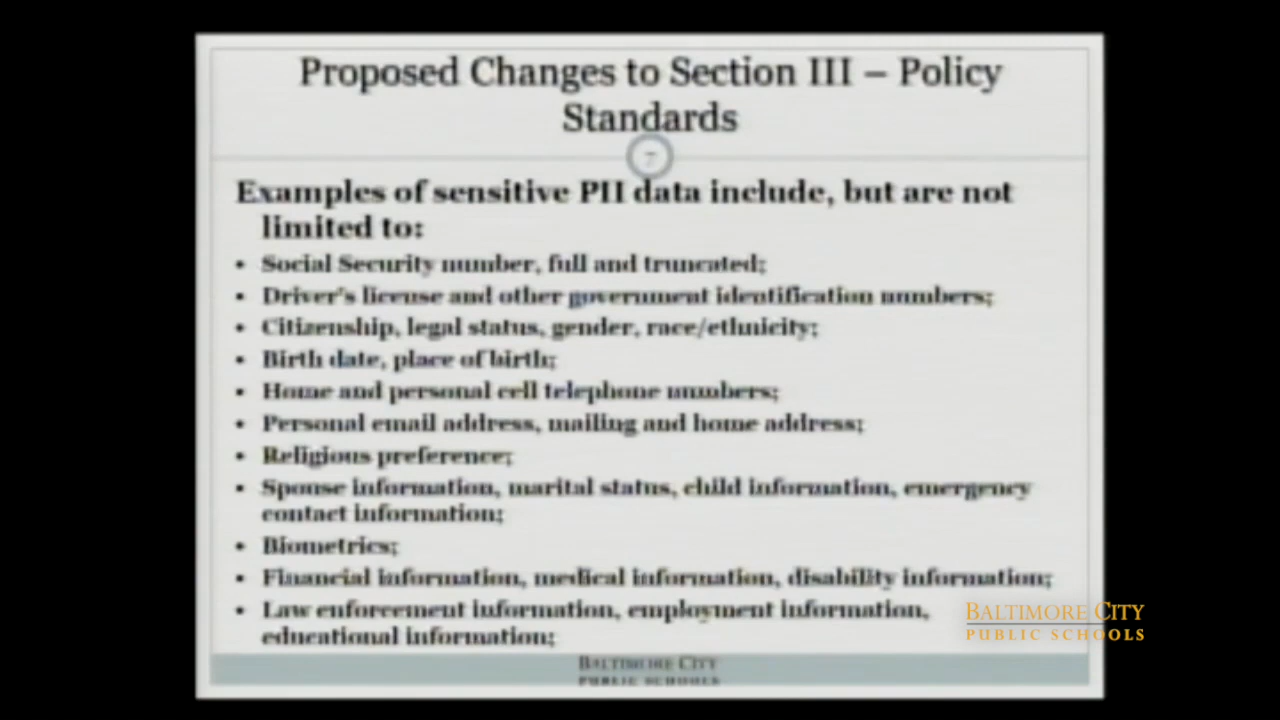 Proposed Changes to Section III – Policy
Standards
7
Examples of sensitive PII data include, but are not
limited to:
• Social Security number, full and truncated;
• Driver's license and other government identification numbers;
• Citizenship, legal status, gender, race/ethnicity;
• Birth date, place of birth;
• Home and personal cell telephone numbers;
• Personal email address, mailing and home address;
• Religious preference;
• Spouse information, marital status, child information, emergency
contact information;
• Biometrics;
• Financial information, medical information, disability information;
• Law enforcement information, employment information,
educational information;
BALTIMORE CITY
PUBLIC SCHOOLS
BALTIMORE CITY
PUBLIC SCHOOLS